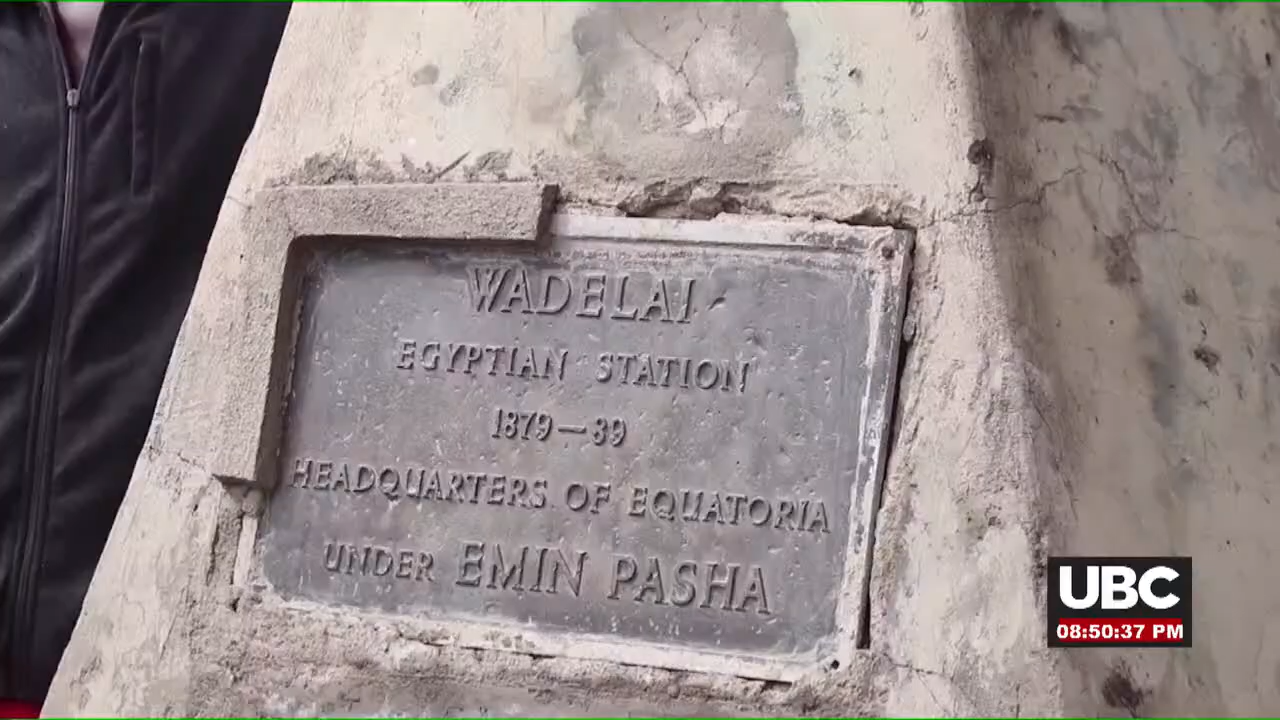 WADELAI
EGYPTIAN STATION
1879—89
HEADQUARTERS OF EQUATORIA
UNDER EMIN PASHA
UBC
08:50:37 PM